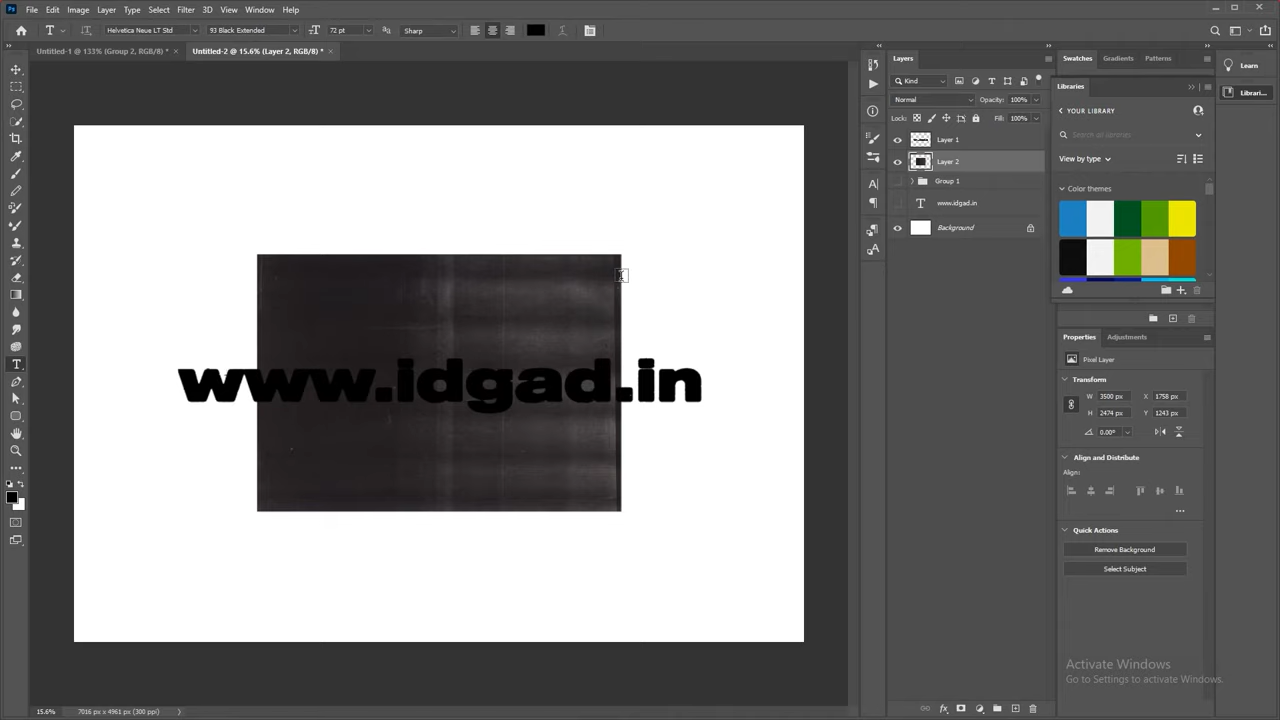 Ps File Edit Image Layer Type Select Filter 3D View Window Help
T Helvetica Neue LT Std 93 Black Extended 72 pt aa Sharp
Untitled-1 @ 133% (Group 2, RGB/8) * × Untitled-2 @ 15.6% (Layer 2, RGB/8) * ×
Layers
Kind
Normal Opacity: 100%
Lock: Fill: 100%
Layer 1
Layer 2
Group 1
T www.idgad.in
Background
Swatches Gradients Patterns
Libraries
YOUR LIBRARY
Search all libraries
View by type
Color themes
Learn
Librari...
Properties Adjustments
Pixel Layer
Transform
W 3500 px X 1758 px
H 2474 px Y 1243 px
0.00°
Align and Distribute
Align:
...
Quick Actions
Remove Background
Select Subject
www.idgad.in
Activate Windows
Go to Settings to activate Windows.
15.6% 7016 px x 4961 px (300 ppi)